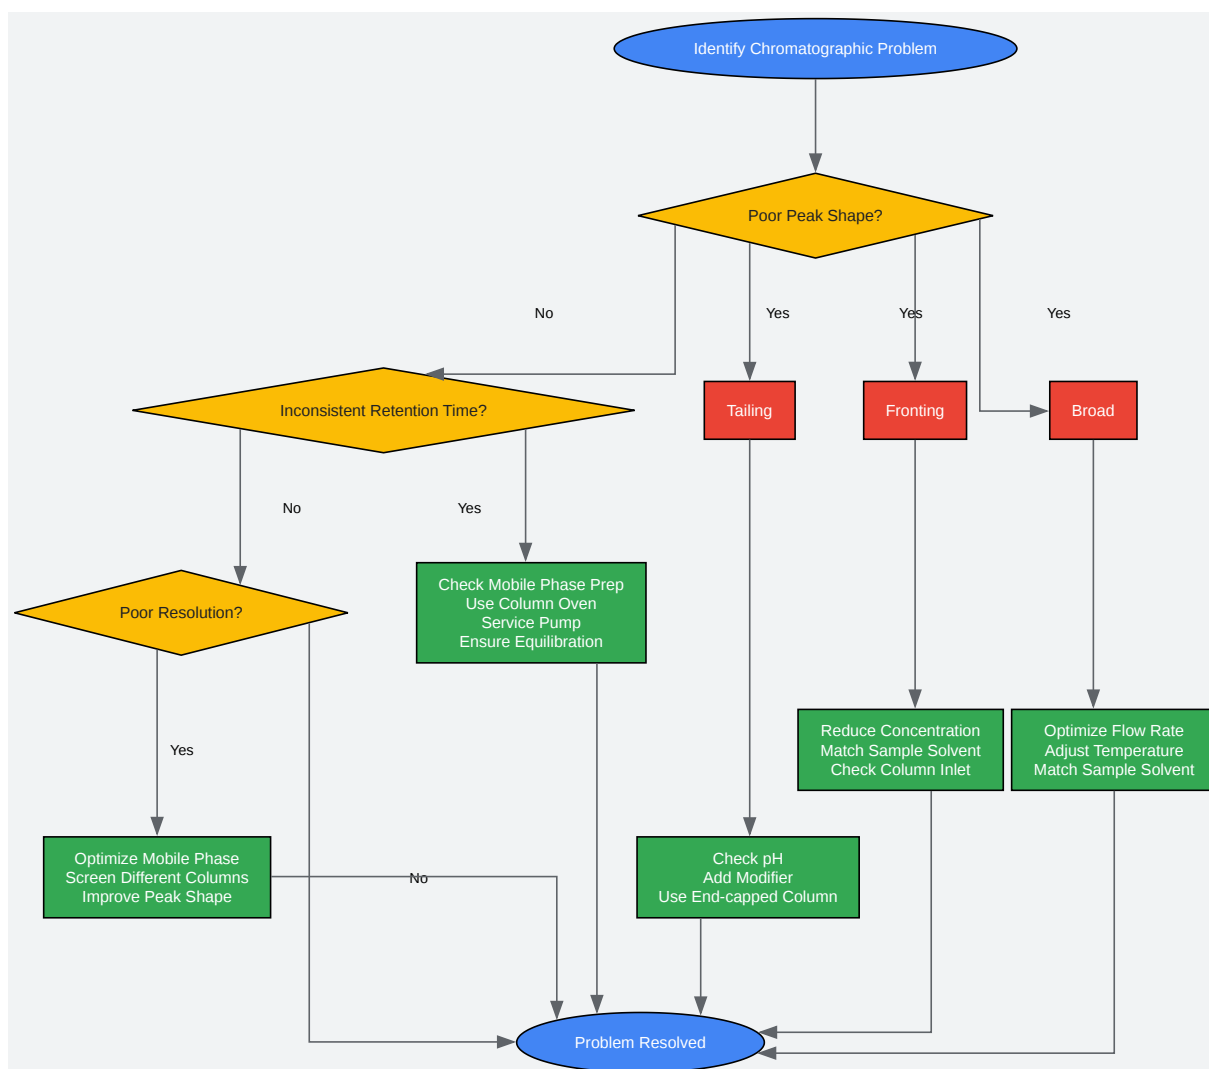 Identify Chromatographic Problem
Poor Peak Shape?
No
Yes
Yes
Yes
Inconsistent Retention Time?
Tailing
Fronting
Broad
No
Yes
Check Mobile Phase Prep
Use Column Oven
Service Pump
Ensure Equilibration
Poor Resolution?
Reduce Concentration
Match Sample Solvent
Check Column Inlet
Optimize Flow Rate
Adjust Temperature
Match Sample Solvent
Yes
Optimize Mobile Phase
Screen Different Columns
Improve Peak Shape
No
Check pH
Add Modifier
Use End-capped Column
Problem Resolved